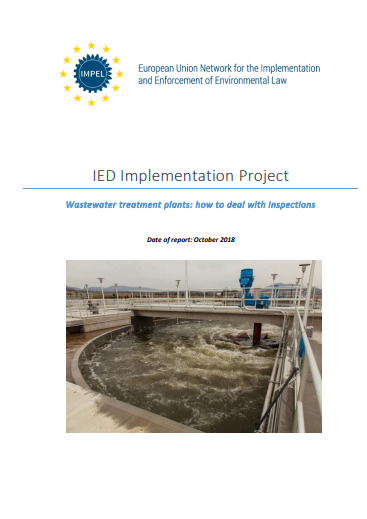 IMPEL
European Union Network for the Implementation
and Enforcement of Environmental Law
IED Implementation Project
Wastewater treatment plants: how to deal with inspections
Date of report: October 2018